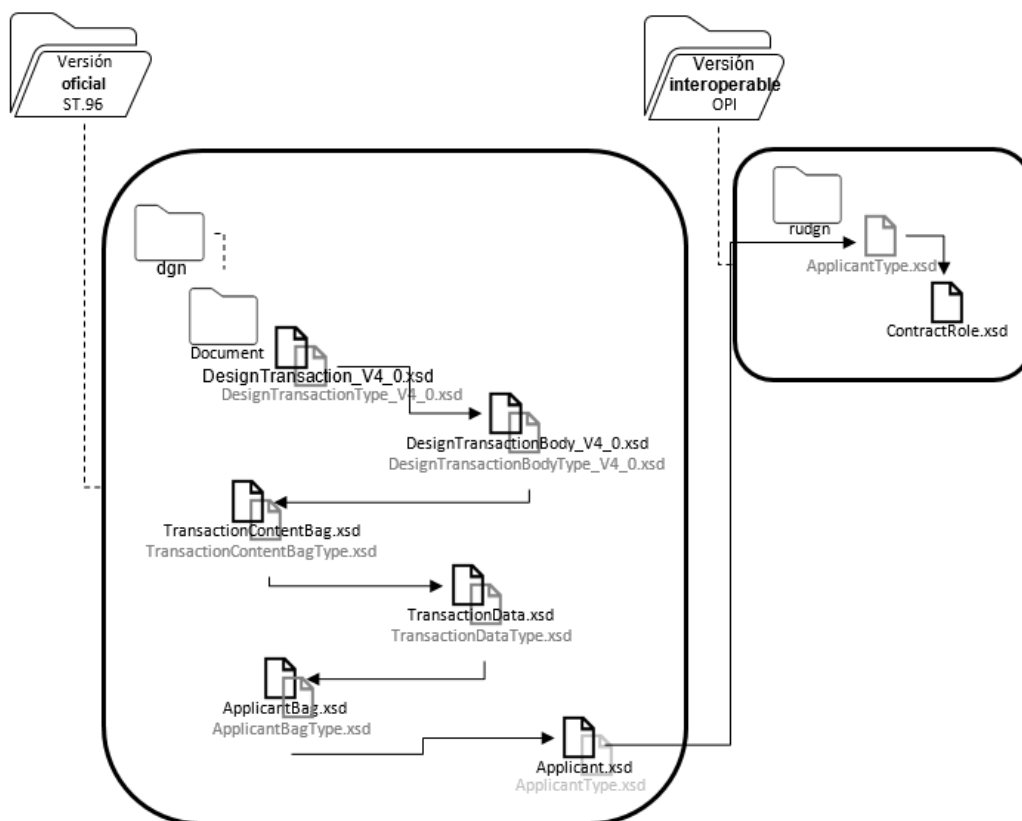 Versión
oficial
ST.96
Versión
interoperable
OPI
dgn
Document
DesignTransaction_V4_0.xsd
DesignTransactionType_V4_0.xsd
DesignTransactionBody_V4_0.xsd
DesignTransactionBodyType_V4_0.xsd
TransactionContentBag.xsd
TransactionContentBagType.xsd
TransactionData.xsd
TransactionDataType.xsd
ApplicantBag.xsd
ApplicantBagType.xsd
Applicant.xsd
ApplicantType.xsd
rudgn
ApplicantType.xsd
ContractRole.xsd